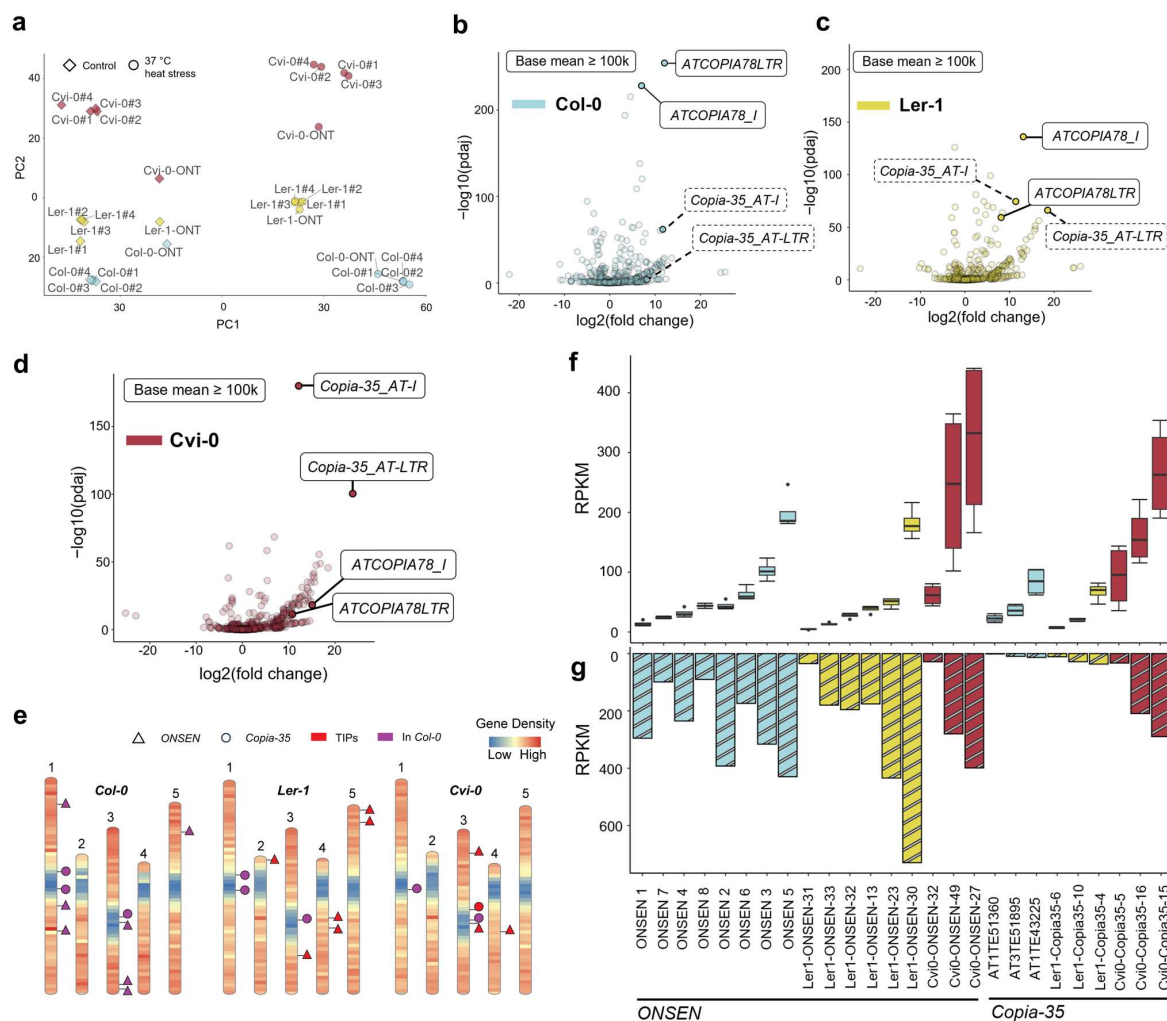 a
Control
37 °C
heat stress
Cvi-0#4
Cvi-0#1
Cvi-0#2
Cvi-0#3
Cvi-0#4
Cvi-0#3
Cvi-0#1
Cvi-0#2
Cvi-0-ONT
Cvi-0-ONT
Ler-1#4
Ler-1#2
Ler-1#3
Ler-1#1
Ler-1-ONT
Ler-1#2
Ler-1#4
Ler-1#3
Ler-1-ONT
Ler-1#1
Col-0-ONT
Col-0-ONT
Col-0#4
Col-0#1
Col-0#2
Col-0#3
Col-0#4
Col-0#1
Col-0#3
Col-0#2
40
20
0
20
PC2
30
0
30
60
PC1
b
Base mean ≥ 100k
Col-0
ATCOPIA78LTR
ATCOPIA78_I
Copia-35_AT-I
Copia-35_AT-LTR
200
100
0
−log10(pdaj)
-20
0
20
log2(fold change)
c
Base mean ≥ 100k
Ler-1
ATCOPIA78_I
Copia-35_AT-I
ATCOPIA78LTR
Copia-35_AT-LTR
200
150
100
50
0
−log10(pdaj)
-20
-10
0
10
20
log2(fold change)
d
Base mean ≥ 100k
Cvi-0
Copia-35_AT-I
Copia-35_AT-LTR
ATCOPIA78_I
ATCOPIA78LTR
150
100
50
0
−log10(pdaj)
-20
-10
0
10
20
log2(fold change)
e
ONSEN
Copia-35
TIPs
In Col-0
Gene Density
Low High
1
2
3
4
5
Col-0
1
2
3
4
5
Ler-1
1
2
3
4
5
Cvi-0
f
400
300
200
100
0
RPKM
g
0
200
400
600
RPKM
ONSEN 1
ONSEN 7
ONSEN 4
ONSEN 8
ONSEN 2
ONSEN 6
ONSEN 3
ONSEN 5
Ler1-ONSEN-31
Ler1-ONSEN-33
Ler1-ONSEN-32
Ler1-ONSEN-13
Ler1-ONSEN-23
Ler1-ONSEN-30
Cvi0-ONSEN-32
Cvi0-ONSEN-49
Cvi0-ONSEN-27
AT1TE51360
AT3TE51895
AT1TE43225
Ler1-Copia35-6
Ler1-Copia35-10
Ler1-Copia35-4
Cvi0-Copia35-5
Cvi0-Copia35-16
Cvi0-Copia35-15
ONSEN
Copia-35